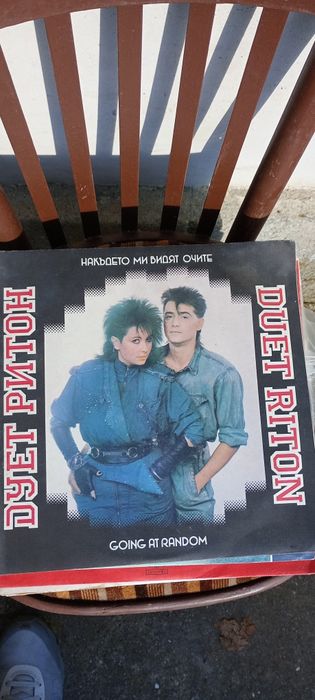 НАКЪДЕТО МИ ВИДЯТ ОЧИТЕ
ДУЕТ РИТОН
DUET RITON
GOING AT RANDOM